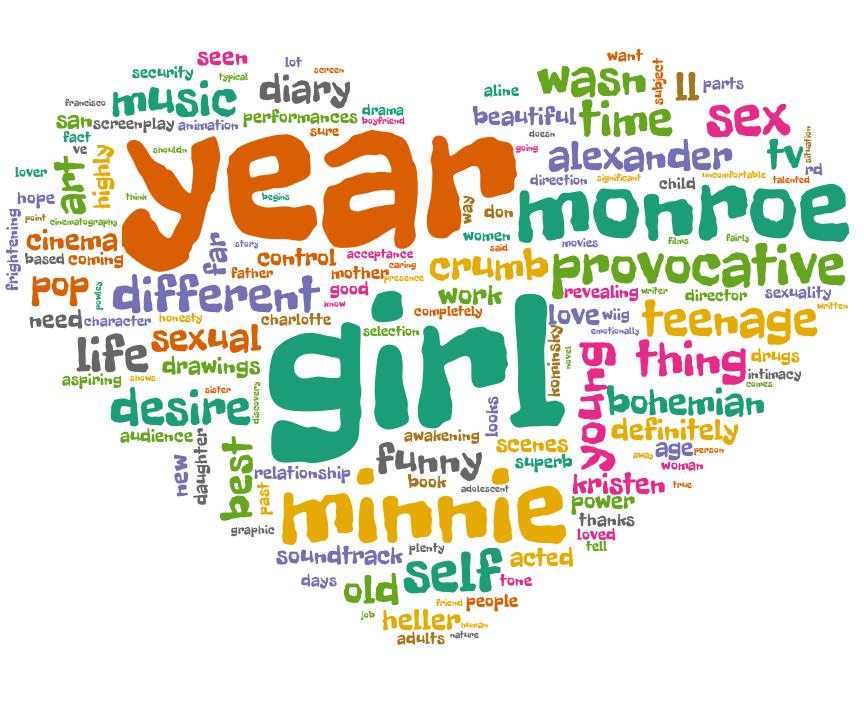 want
seen
lot
security
typical
screen
wasn
subject
ll
parts
aline
francisco
music
diary
san
screenplay
animation
performances
drama
boyfriend
sure
beautiful
time
sex
doesn
going
fact
ve
shouldn
year
alexander
tv
situation
rd
lover
art
highly
think
begins
direction
significant
child
uncomfortable
talented
hope
point
cinematography
way
don
monroe
frightening
cinema
far
story
women
said
movies
films
fairly
based
coming
control
acceptance
father
mother
caring
presence
crumb
provocative
pop
powley
different
good
know
work
revealing
writer
director
sexuality
written
need
character
honesty
charlotte
completely
love
wiig
emotionally
teenage
life
sexual
selection
girl
kominsky
novel
young
thing
drugs
intimacy
comes
aspiring
shows
drawings
sister
discovery
desire
looks
bohemian
definitely
audience
new
daughter
best
past
relationship
awakening
funny
book
adolescent
scenes
superb
away
age
person
woman
kristen
true
graphic
minnie
power
thanks
loved
tell
soundtrack
plenty
self
acted
days
old
tone
job
friend
people
heller
human
adults
nature